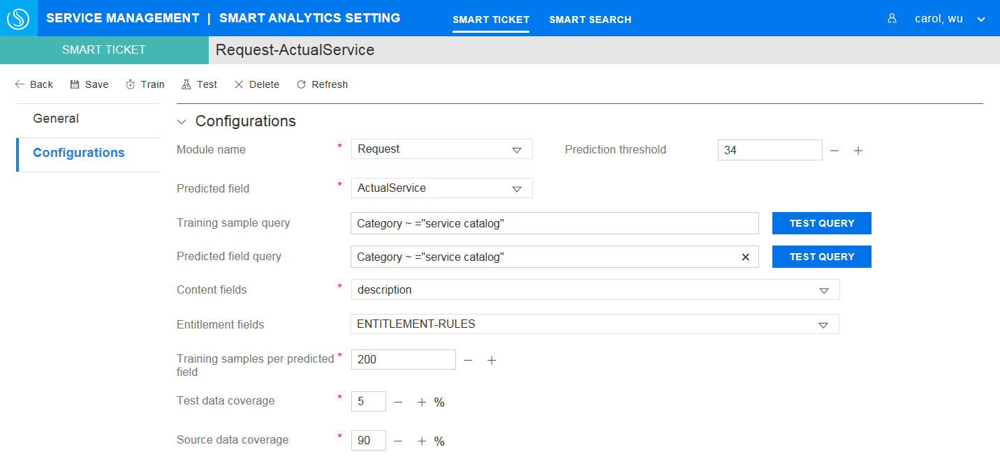 SERVICE MANAGEMENT | SMART ANALYTICS SETTING SMART TICKET SMART SEARCH carol, wu
SMART TICKET Request-ActualService
Back Save Train Test Delete Refresh
General
Configurations
Configurations
Module name * Request Prediction threshold 34 − +
Predicted field * ActualService
Training sample query Category ~ ="service catalog" TEST QUERY
Predicted field query Category ~ ="service catalog" × TEST QUERY
Content fields * description
Entitlement fields ENTITLEMENT-RULES
Training samples per predicted * 200 − +
field
Test data coverage * 5 − + %
Source data coverage * 90 − + %